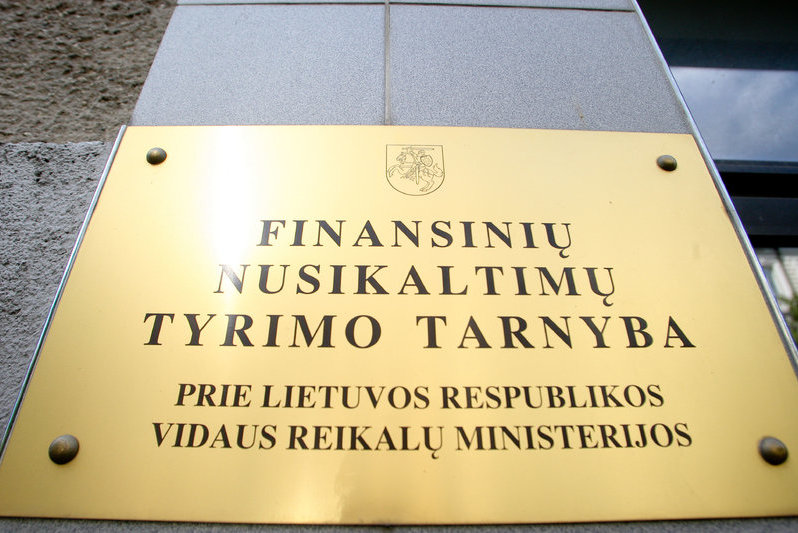 FINANSINIŲ
NUSIKALTIMŲ
TYRIMO TARNYBA
PRIE LIETUVOS RESPUBLIKOS
VIDAUS REIKALŲ MINISTERIJOS